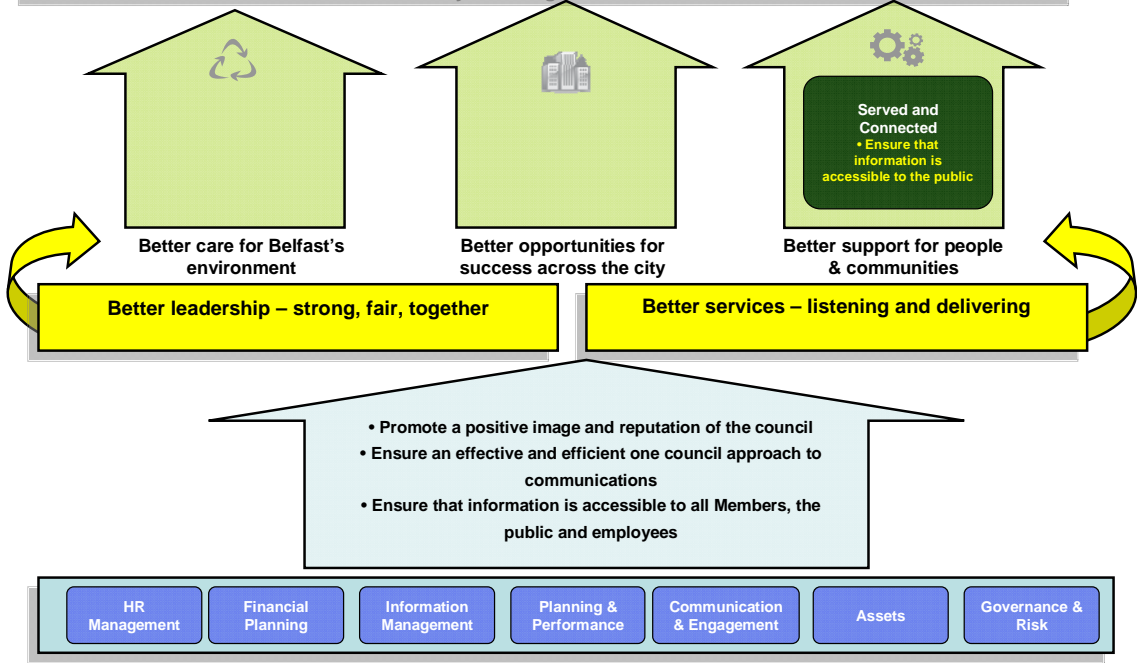 Served and
Connected
• Ensure that
information is
accessible to the public
Better care for Belfast's
environment
Better opportunities for
success across the city
Better support for people
& communities
Better leadership – strong, fair, together
Better services – listening and delivering
• Promote a positive image and reputation of the council
• Ensure an effective and efficient one council approach to
communications
• Ensure that information is accessible to all Members, the
public and employees
HR
Management
Financial
Planning
Information
Management
Planning &
Performance
Communication
& Engagement
Assets
Governance &
Risk